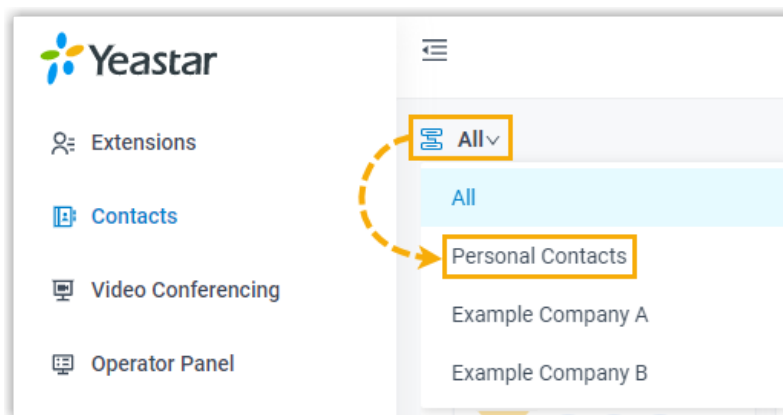 Yeastar
Extensions
Contacts
Video Conferencing
Operator Panel
All
All
Personal Contacts
Example Company A
Example Company B